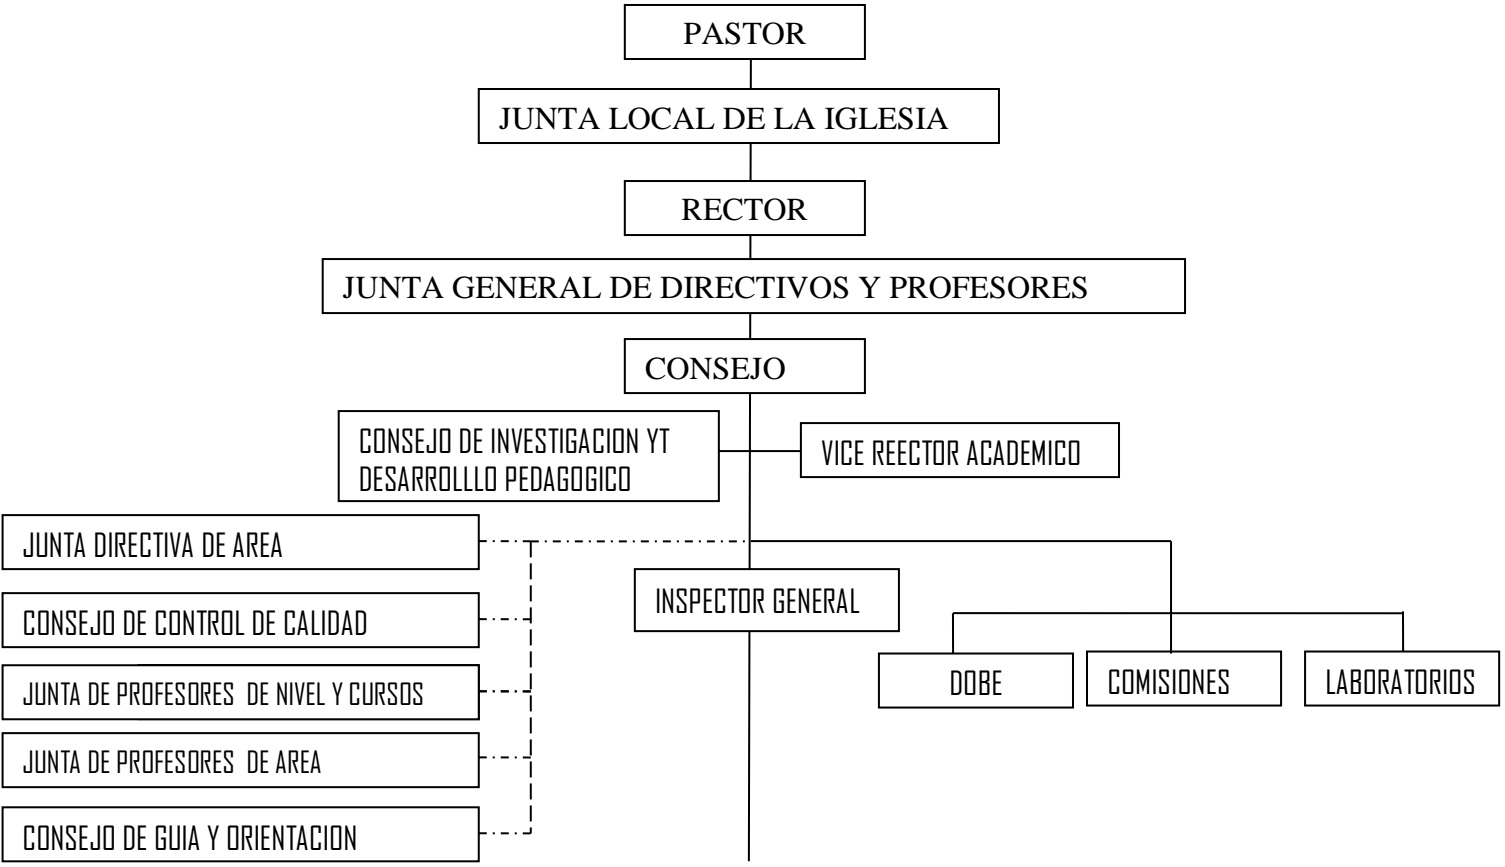 PASTOR
JUNTA LOCAL DE LA IGLESIA
RECTOR
JUNTA GENERAL DE DIRECTIVOS Y PROFESORES
CONSEJO
CONSEJO DE INVESTIGACION YT
DESARROLLLO PEDAGOGICO
VICE REECTOR ACADEMICO
JUNTA DIRECTIVA DE AREA
CONSEJO DE CONTROL DE CALIDAD
JUNTA DE PROFESORES DE NIVEL Y CURSOS
JUNTA DE PROFESORES DE AREA
CONSEJO DE GUIA Y ORIENTACION
INSPECTOR GENERAL
DOBE
COMISIONES
LABORATORIOS